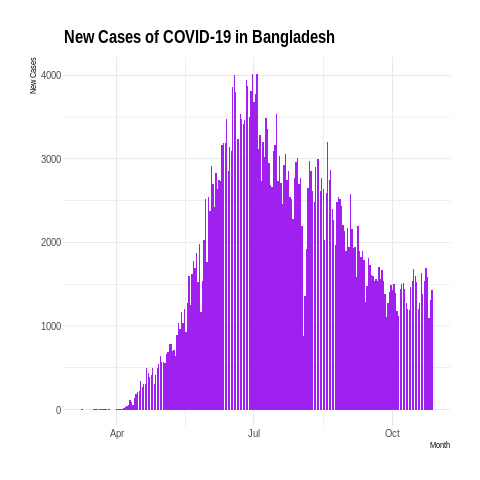 New Cases of COVID-19 in Bangladesh
New Cases
4000
3000
2000
1000
0
Apr
Jul
Oct
Month